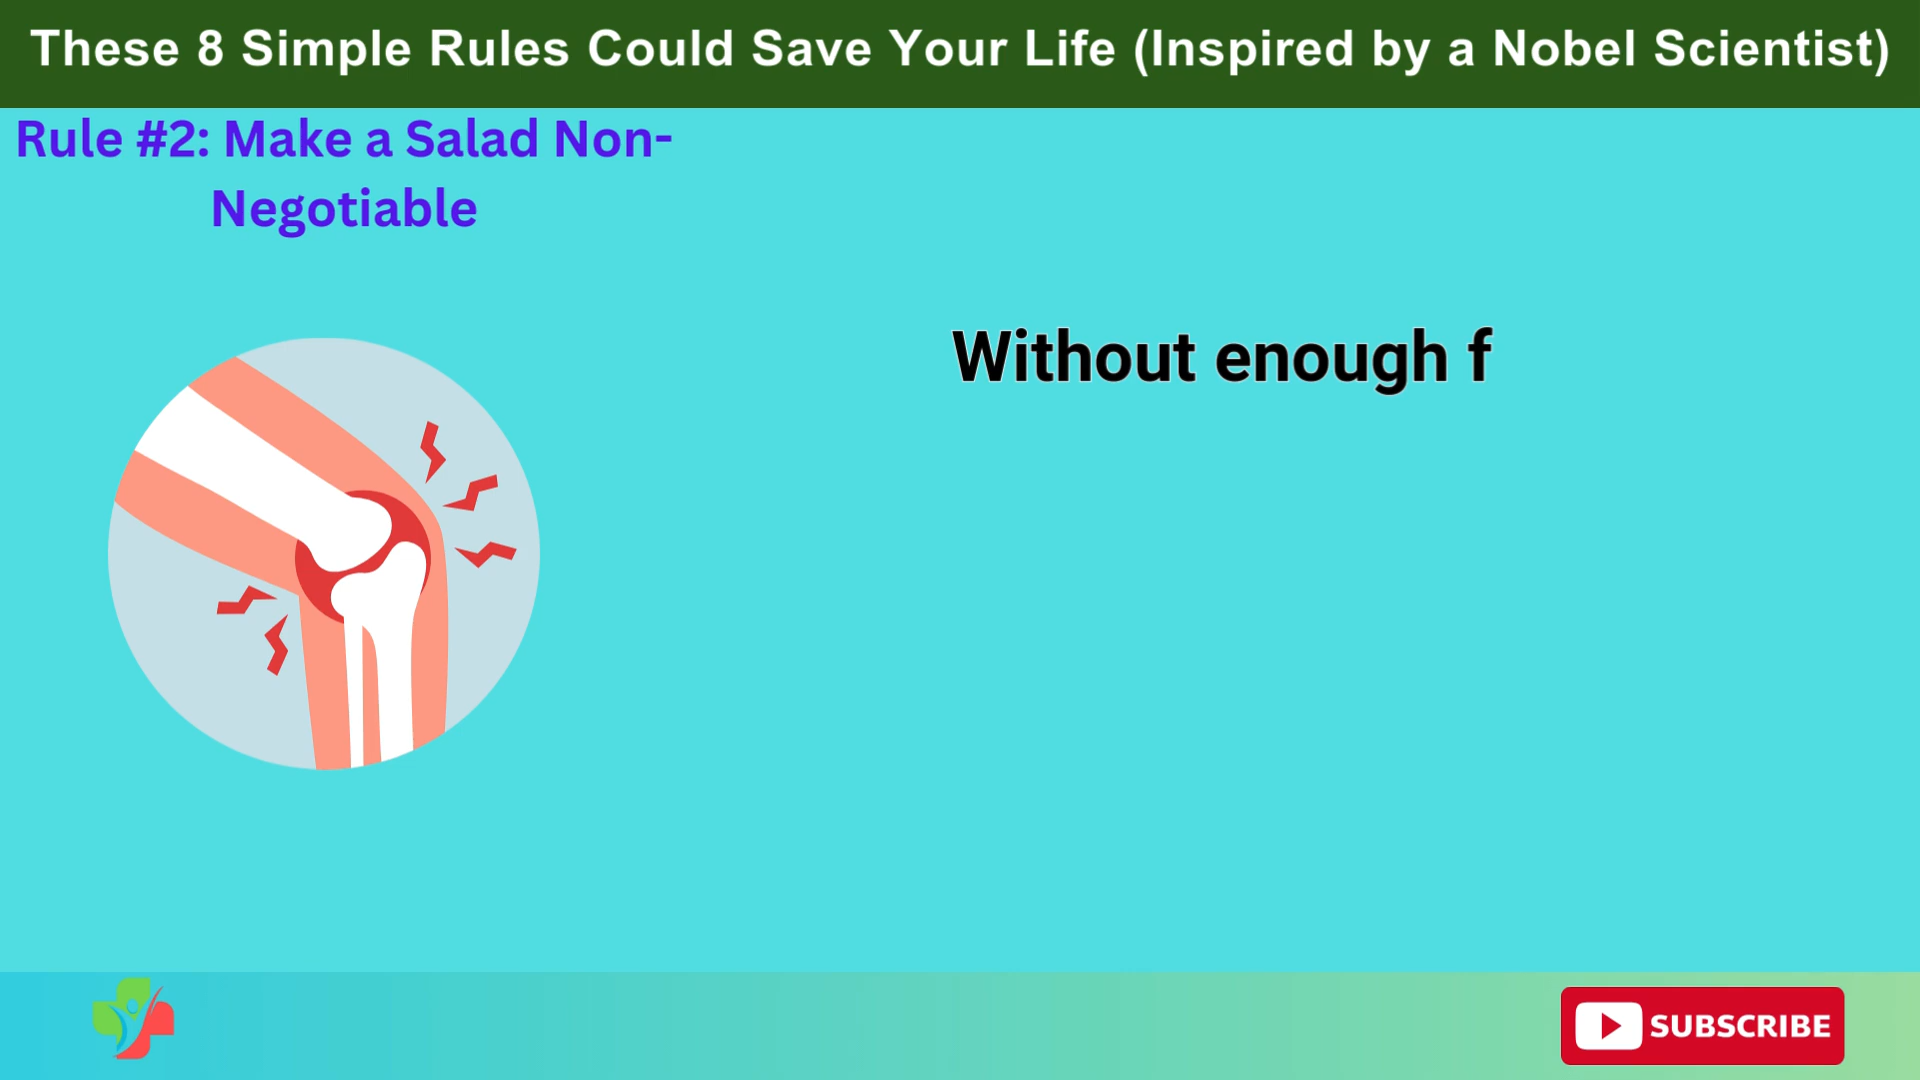 These 8 Simple Rules Could Save Your Life (Inspired by a Nobel Scientist)
Rule #2: Make a Salad Non-
Negotiable
Without enough f
SUBSCRIBE